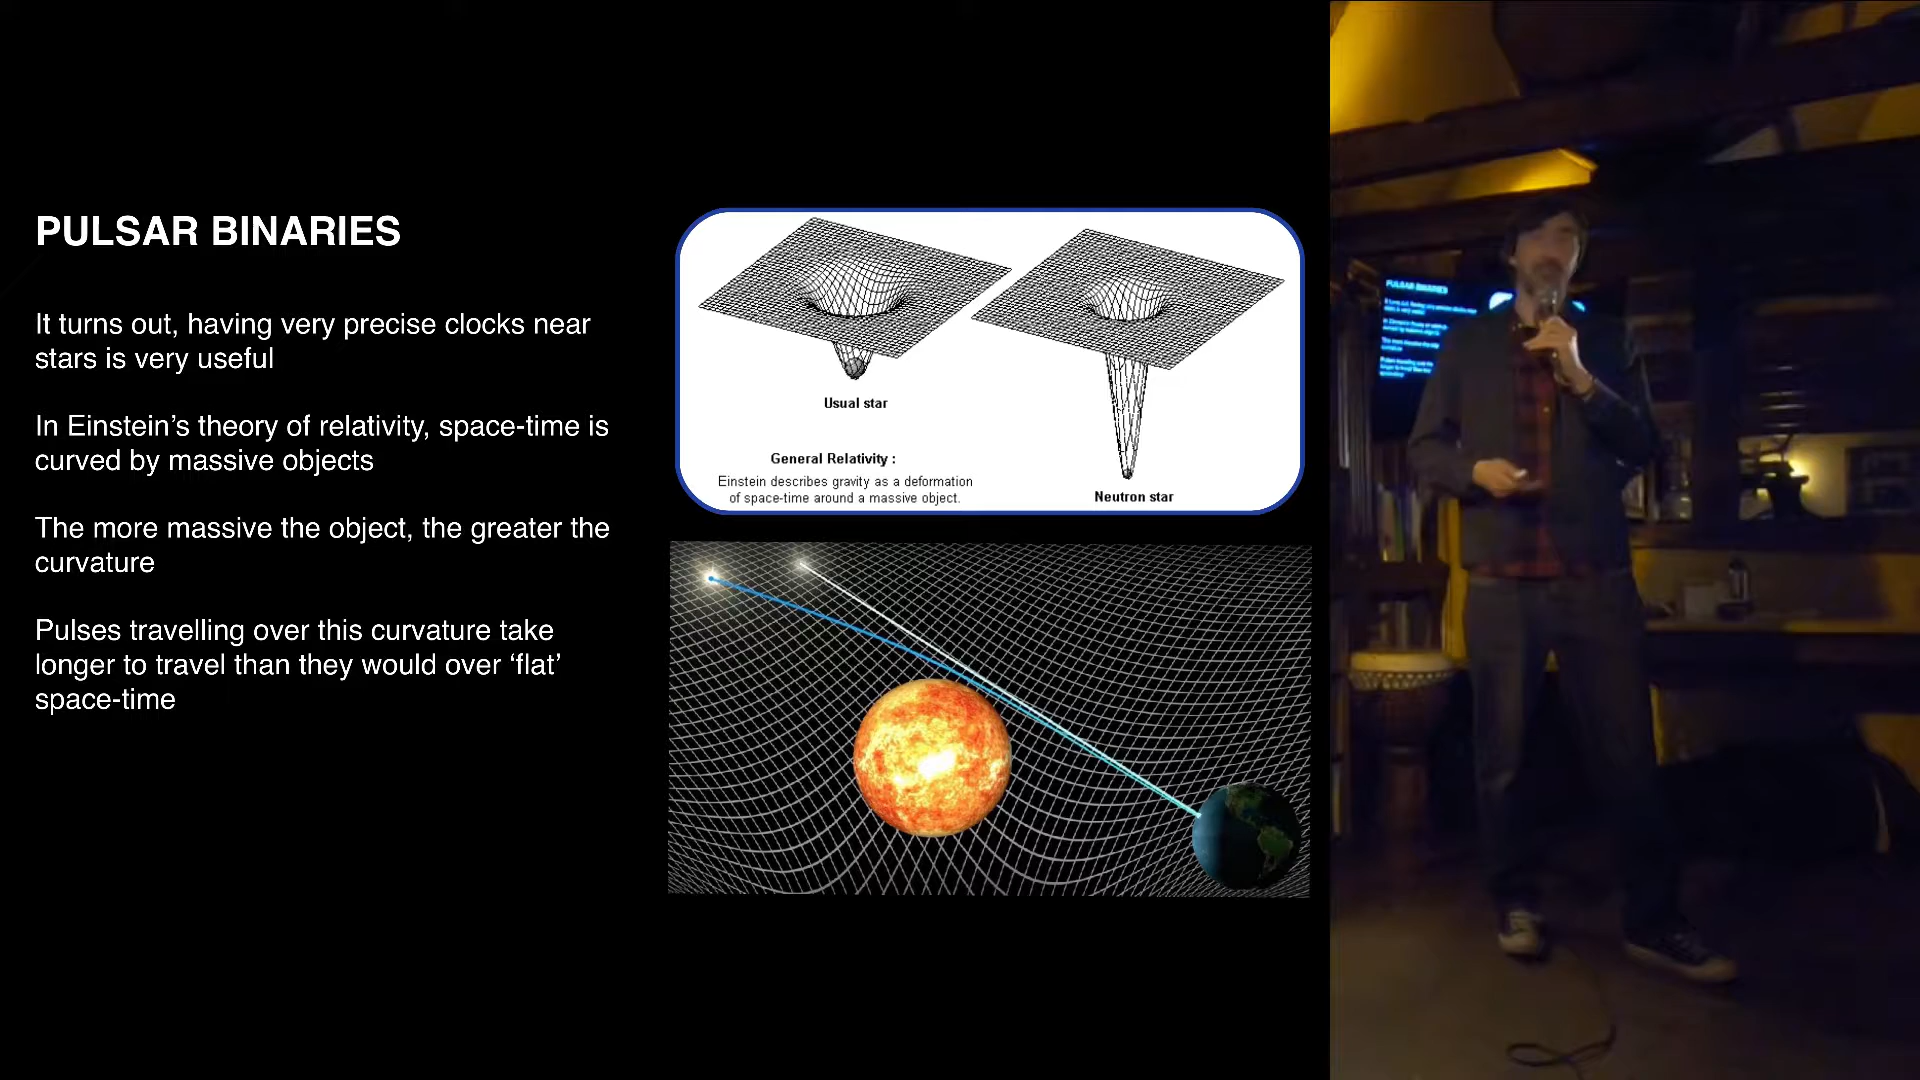 PULSAR BINARIES
It turns out, having very precise clocks near
stars is very useful
In Einstein’s theory of relativity, space-time is
curved by massive objects
The more massive the object, the greater the
curvature
Pulses travelling over this curvature take
longer to travel than they would over ‘flat’
space-time
Usual star
General Relativity :
Einstein describes gravity as a deformation
of space-time around a massive object.
Neutron star
PULSAR BINARIES